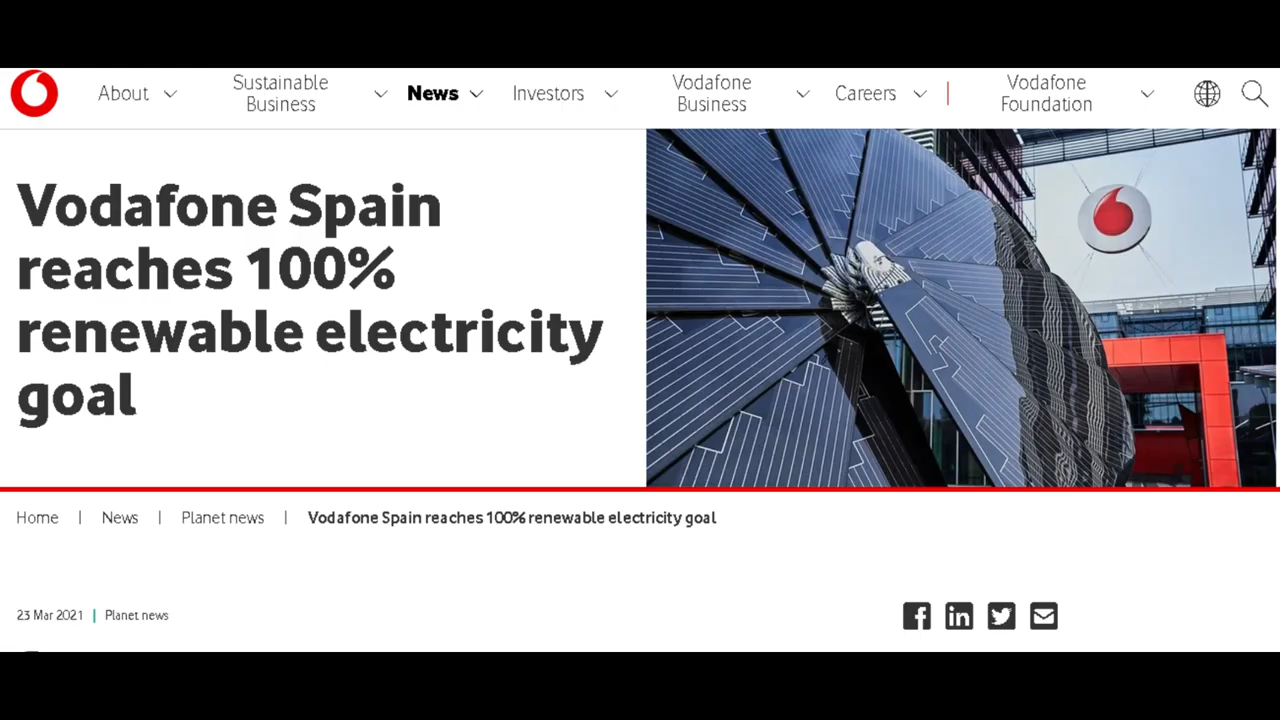 About
Sustainable
Business
News
Investors
Vodafone
Business
Careers
Vodafone
Foundation
Vodafone Spain
reaches 100%
renewable electricity
goal
Home | News | Planet news | Vodafone Spain reaches 100% renewable electricity goal
23 Mar 2021 | Planet news